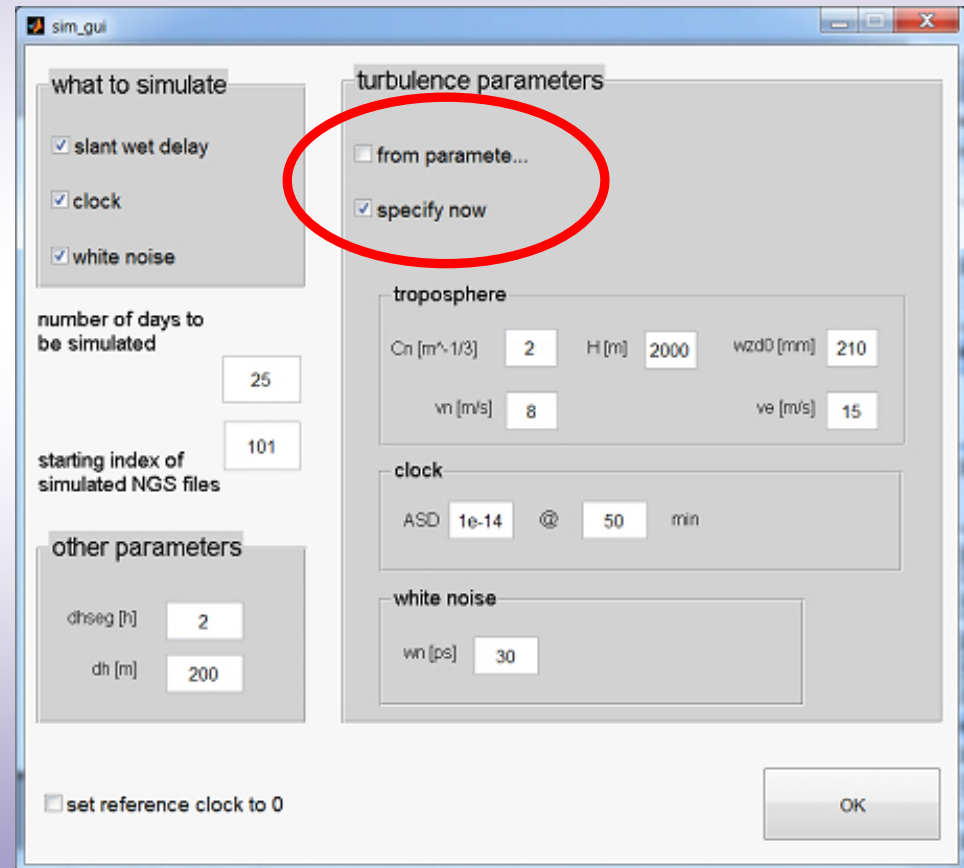 sim_gui
what to simulate
slant wet delay
clock
white noise
number of days to
be simulated
25
starting index of
simulated NGS files
101
other parameters
dhseg [h] 2
dh [m] 200
turbulence parameters
from paramete...
specify now
troposphere
Cn [m^-1/3] 2 H [m] 2000 wzd0 [mm] 210
vn [m/s] 8 ve [m/s] 15
clock
ASD 1e-14 @ 50 min
white noise
wn [ps] 30
set reference clock to 0
OK